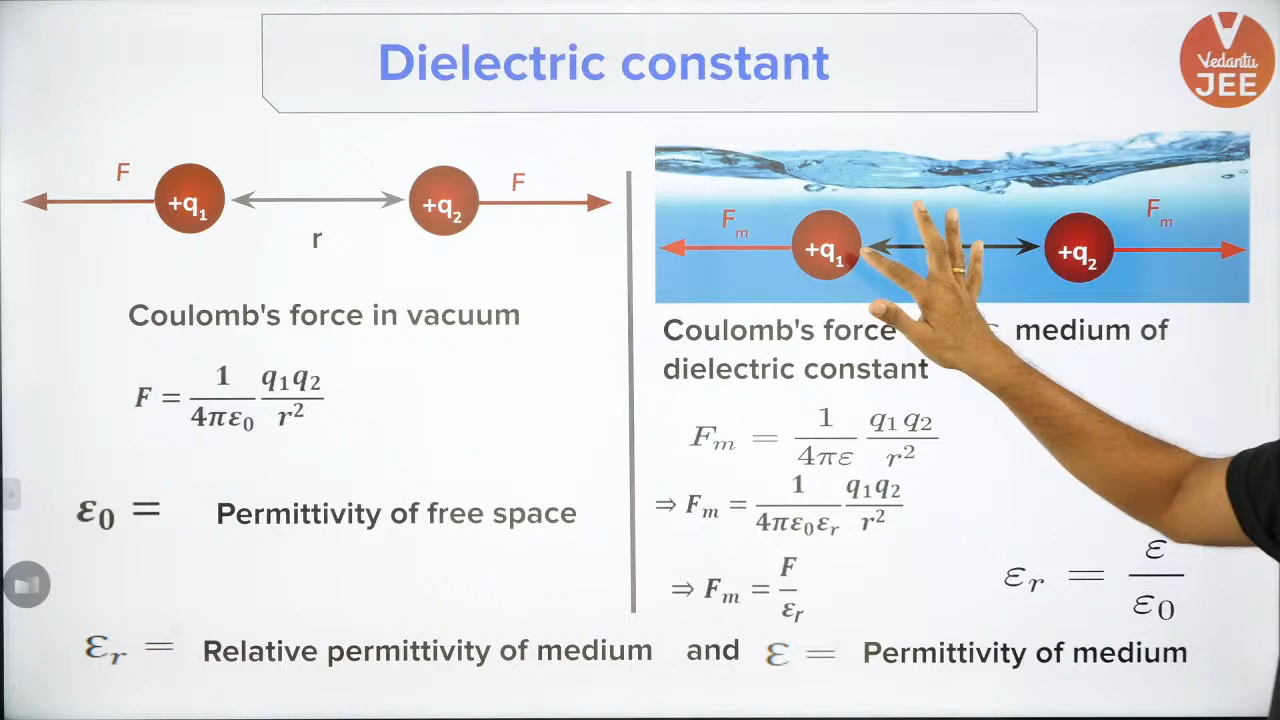 Dielectric constant
Vedantu
JEE
F
F
+q₁
+q₂
r
Coulomb's force in vacuum
F = 1/4πε₀ q₁q₂/r²
ε₀ = Permittivity of free space
Fₘ
Fₘ
+q₁
+q₂
Coulomb's force medium of
dielectric constant
Fₘ = 1/4πε q₁q₂/r²
⇒ Fₘ = 1/4πε₀εᵣ q₁q₂/r²
⇒ Fₘ = F/εᵣ
εᵣ = ε/ε₀
εᵣ = Relative permittivity of medium and ε = Permittivity of medium